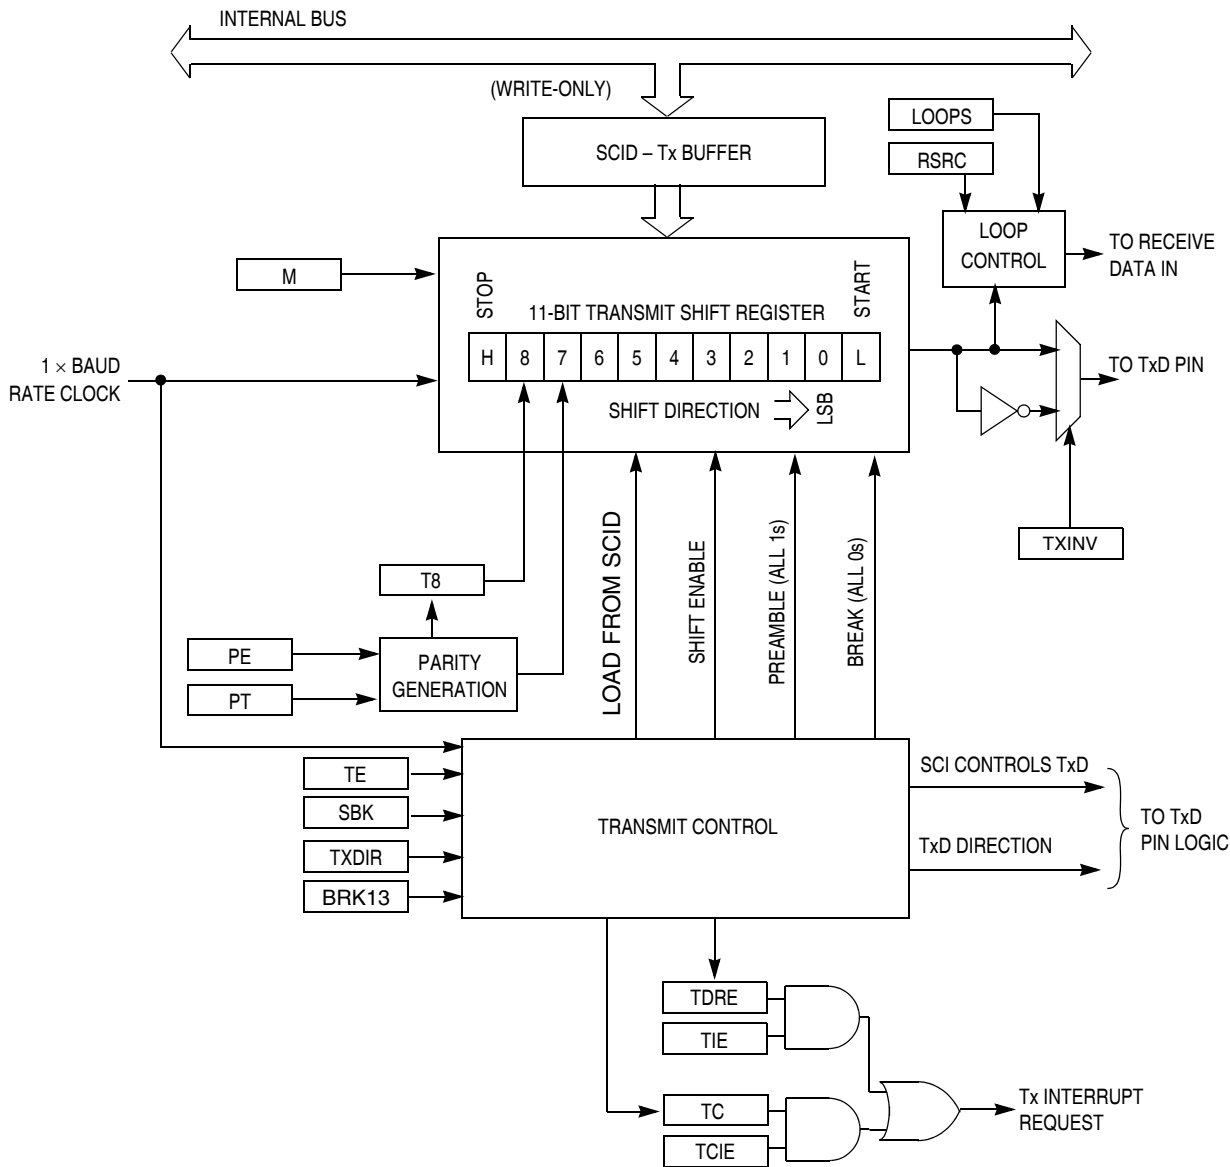 INTERNAL BUS
(WRITE-ONLY)
SCID – Tx BUFFER
LOOPS
RSRC
LOOP
CONTROL
TO RECEIVE
DATA IN
M
STOP
11-BIT TRANSMIT SHIFT REGISTER
START
H 8 7 6 5 4 3 2 1 0 L
SHIFT DIRECTION
LSB
1 × BAUD
RATE CLOCK
TO TxD PIN
TXINV
T8
PE
PT
PARITY
GENERATION
LOAD FROM SCID
SHIFT ENABLE
PREAMBLE (ALL 1s)
BREAK (ALL 0s)
TE
SBK
TXDIR
BRK13
TRANSMIT CONTROL
SCI CONTROLS TxD
TxD DIRECTION
TO TxD
PIN LOGIC
TDRE
TIE
TC
TCIE
Tx INTERRUPT
REQUEST